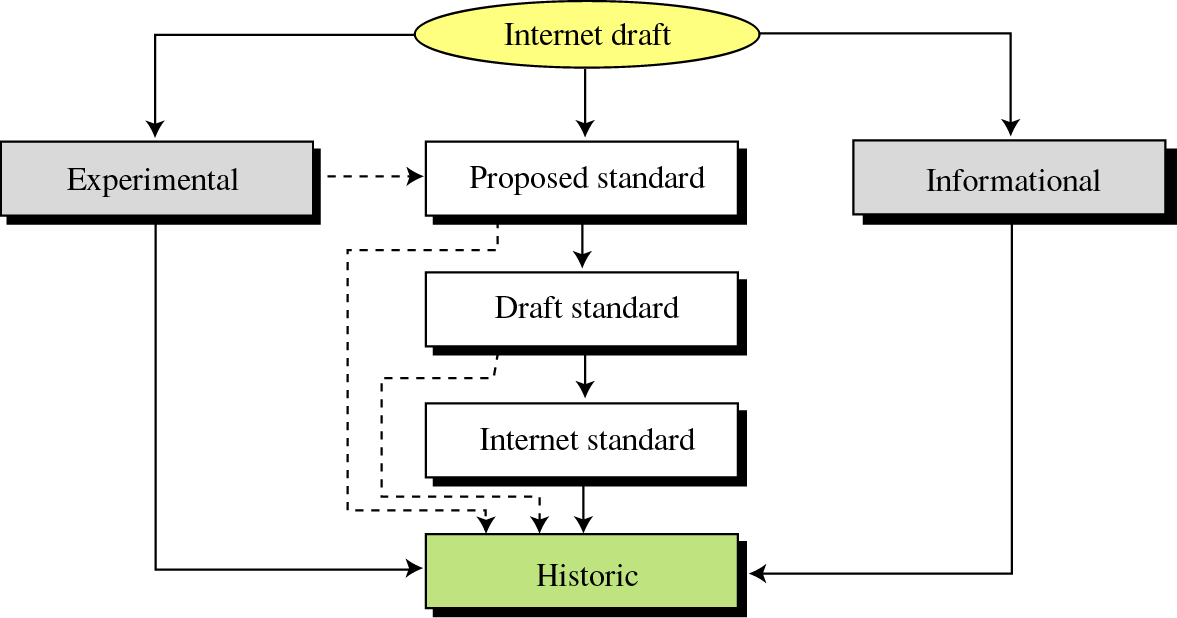 Internet draft
Experimental
Proposed standard
Informational
Draft standard
Internet standard
Historic